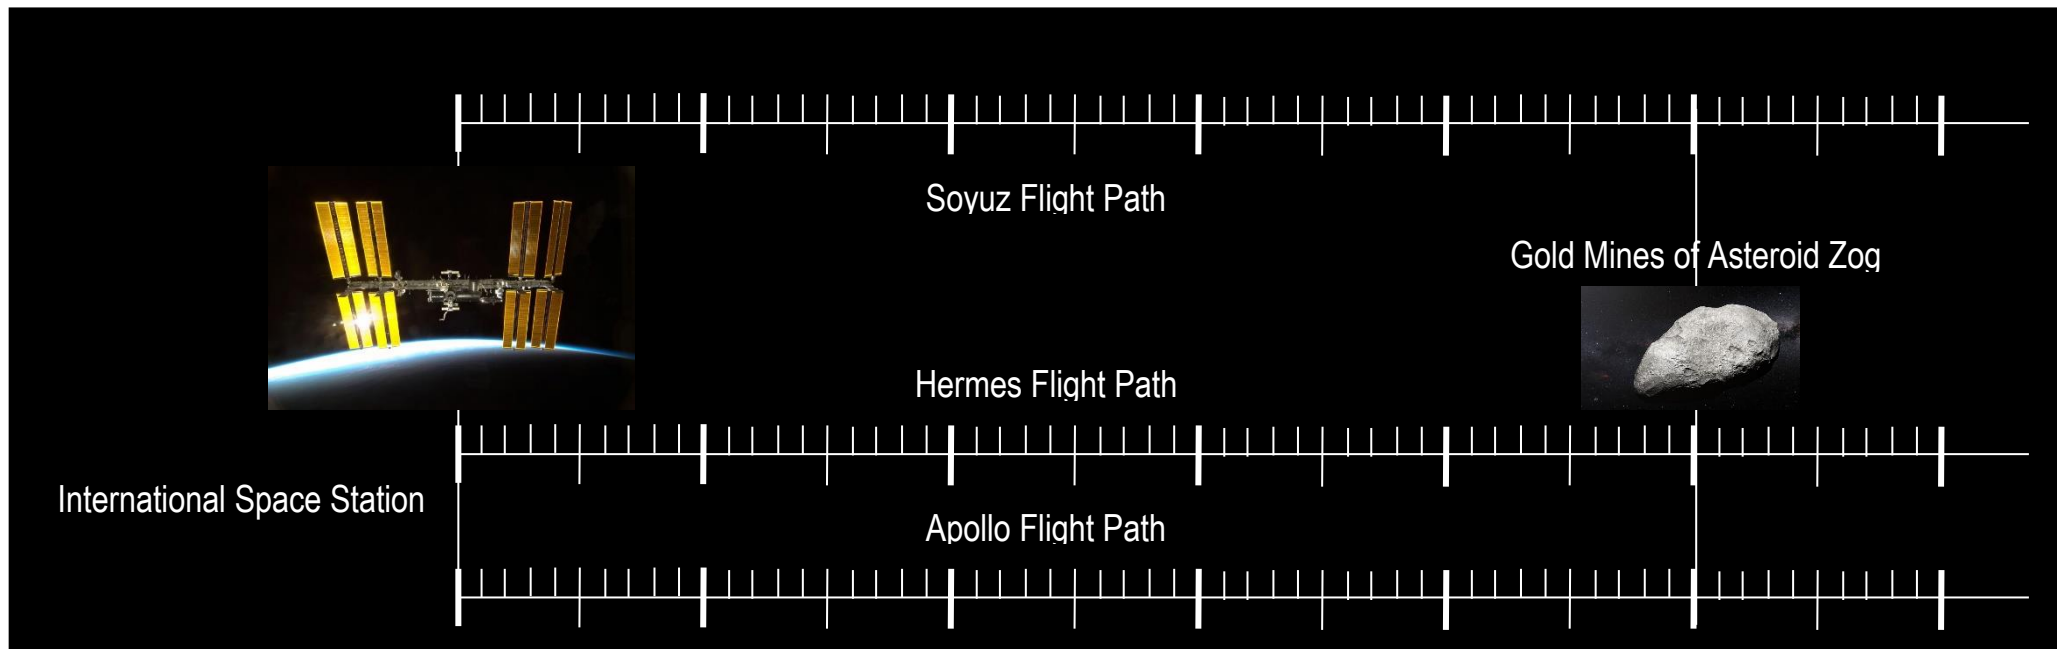 Soyuz Flight Path
Gold Mines of Asteroid Zog
Hermes Flight Path
International Space Station
Apollo Flight Path